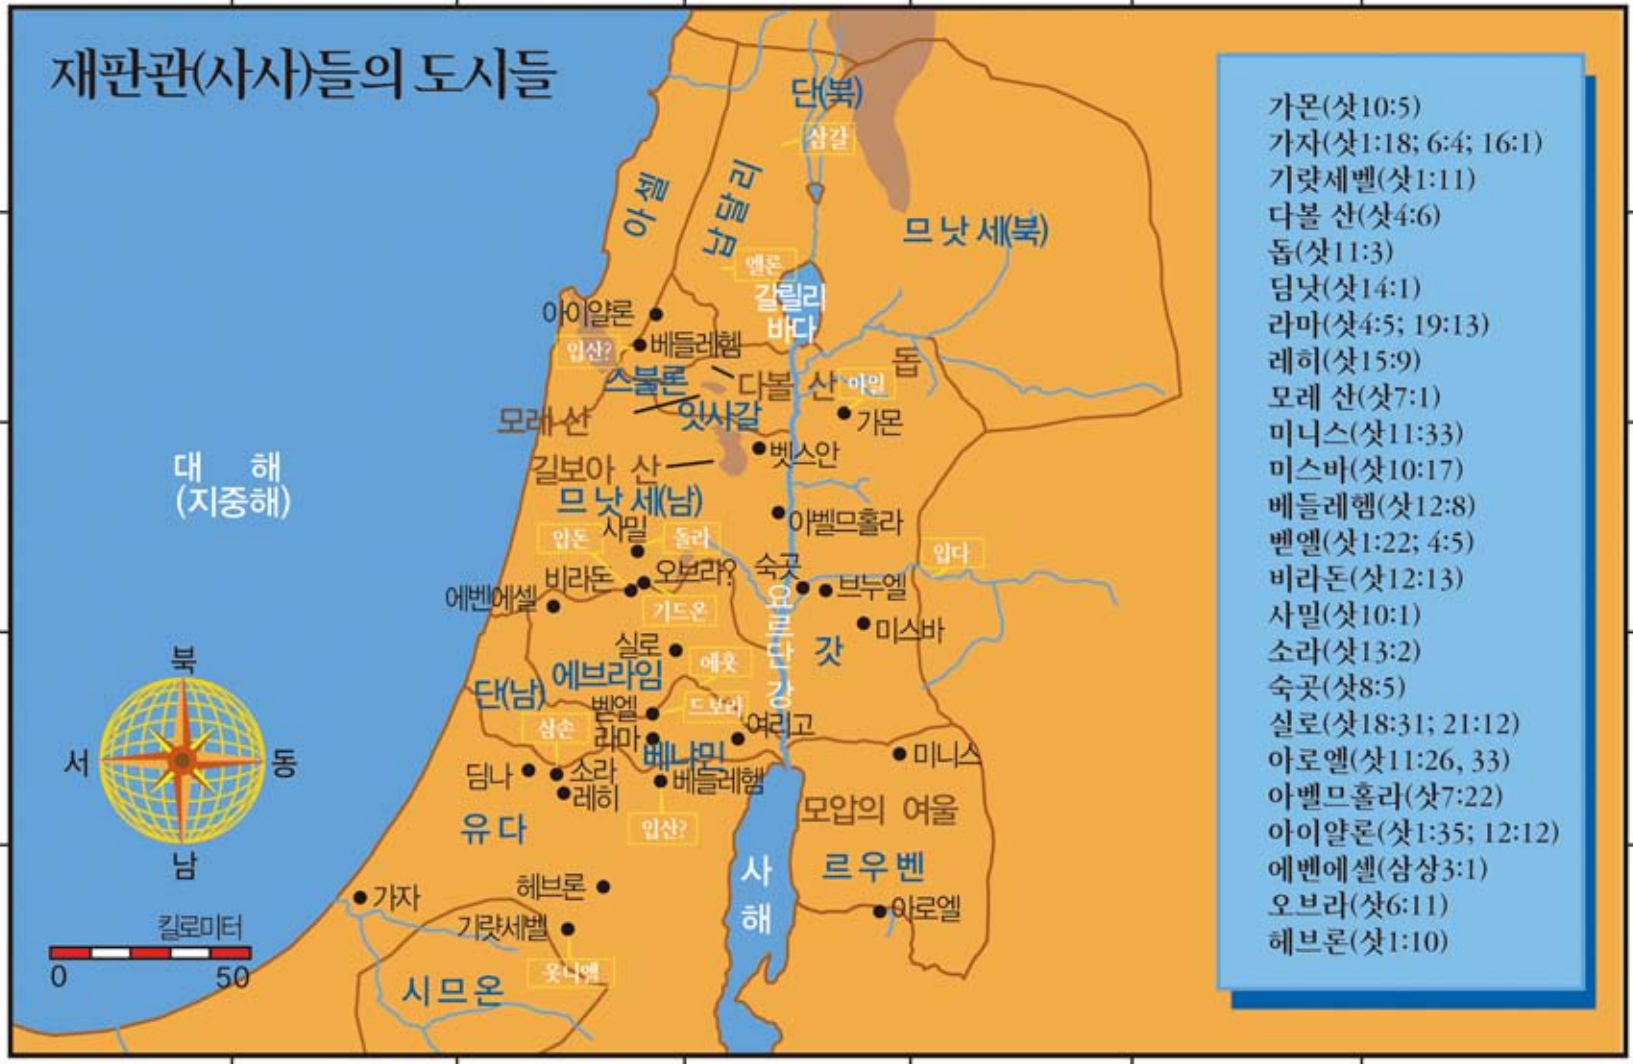 재판관(사사)들의 도시들
단(북)
삼갈
아셀
납달리
므낫세(북)
엘론
갈릴리
바다
아이얄론
베들레헴
입산?
스불론
다볼 산
돕
야일
모레 산
잇사갈
가몬
벳스안
길보아 산
대 해
(지중해)
므낫세(남)
아벨므홀라
사밀
압돈
돌라
입다
숙곳
오브라?
비라돈
브두엘
에벤에셀
기드온
요르단 강
미스바
실로
갓
에훗
에브라임
단(남)
벧엘
드보라
여리고
삼손
라마
베냐민
미니스
딤나
소라
베들레헴
레히
모압의 여울
입산?
유다
사해
르우벤
헤브론
가자
아로엘
기럇세벨
옷니엘
시므온
북
서
동
남
킬로미터
0 50
가몬(삿10:5)
가자(삿1:18; 6:4; 16:1)
기럇세벨(삿1:11)
다볼 산(삿4:6)
돕(삿11:3)
딤낫(삿14:1)
라마(삿4:5; 19:13)
레히(삿15:9)
모레 산(삿7:1)
미니스(삿11:33)
미스바(삿10:17)
베들레헴(삿12:8)
벧엘(삿1:22; 4:5)
비라돈(삿12:13)
사밀(삿10:1)
소라(삿13:2)
숙곳(삿8:5)
실로(삿18:31; 21:12)
아로엘(삿11:26, 33)
아벨므홀라(삿7:22)
아이얄론(삿1:35; 12:12)
에벤에셀(삼상3:1)
오브라(삿6:11)
헤브론(삿1:10)